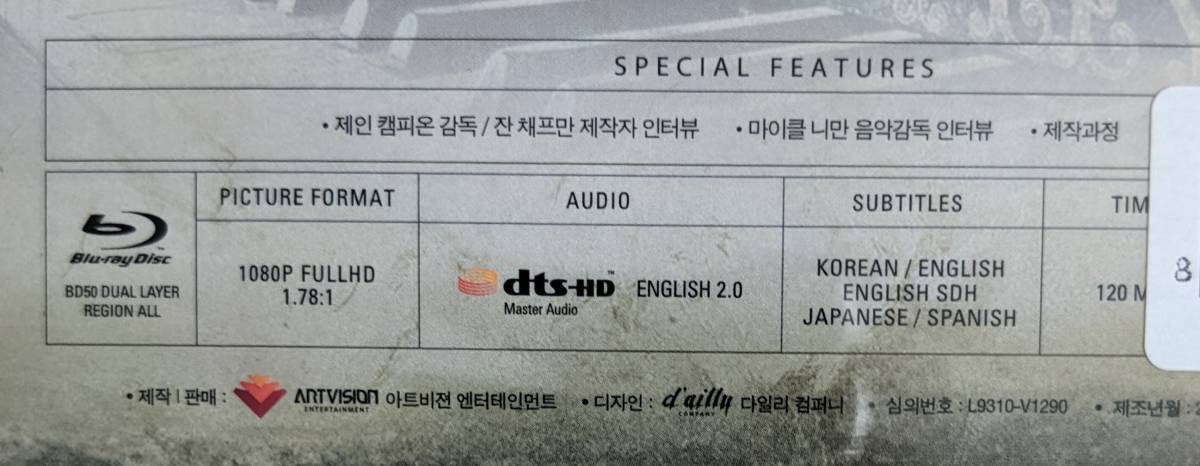 SPECIAL FEATURES
• 제인 캠피온 감독 / 잔 채프만 제작자 인터뷰 • 마이클 니만 음악감독 인터뷰 • 제작과정
Blu-ray Disc
BD50 DUAL LAYER
REGION ALL
PICTURE FORMAT
1080P FULLHD
1.78:1
AUDIO
dts-HD™ ENGLISH 2.0
Master Audio
SUBTITLES
KOREAN / ENGLISH
ENGLISH SDH
JAPANESE / SPANISH
TIM
120 M
8
• 제작 | 판매 : ARTVISION ENTERTAINMENT 아트비젼 엔터테인먼트 • 디자인 : d'ailly COMPANY 다일리 컴퍼니 • 심의번호 : L9310-V1290 • 제조년월 : 2